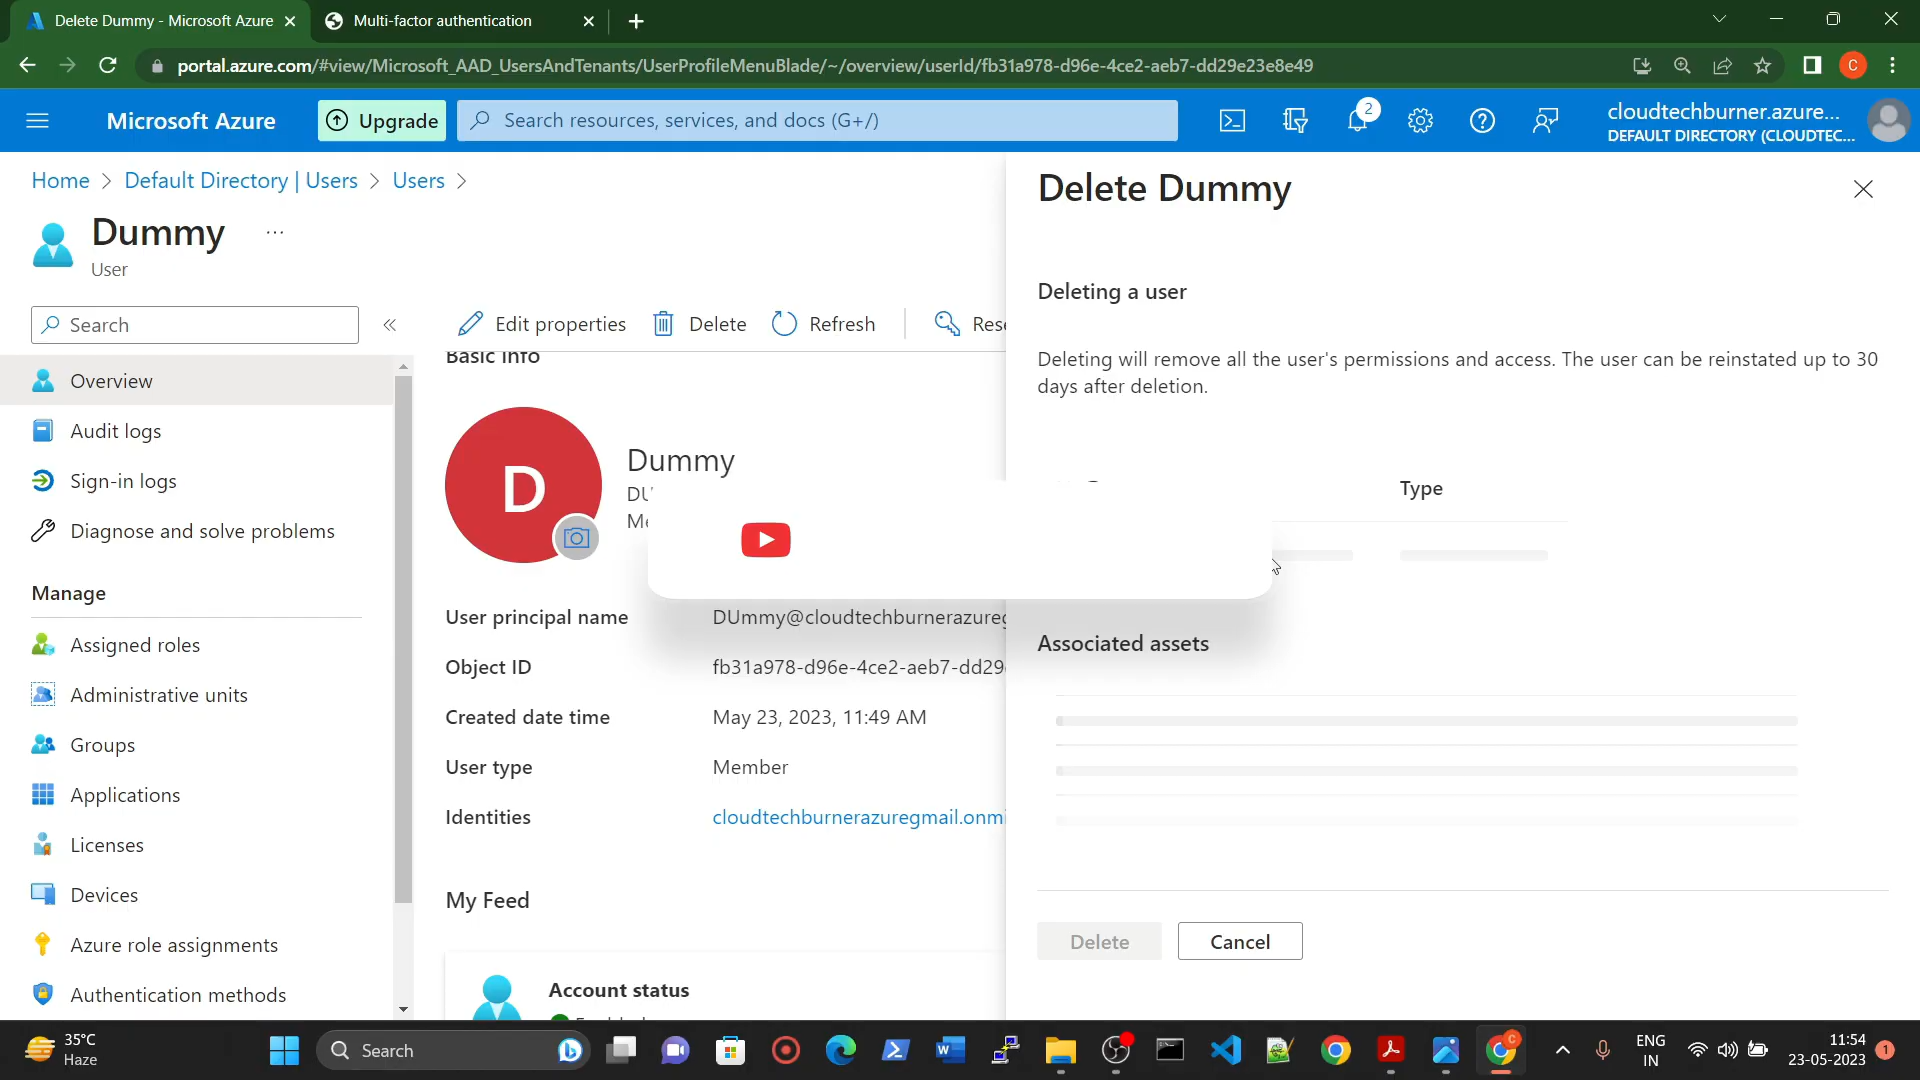 Delete Dummy - Microsoft Azure
Multi-factor authentication
portal.azure.com/#view/Microsoft_AAD_UsersAndTenants/UserProfileMenuBlade/~/overview/userId/fb31a978-d96e-4ce2-aeb7-dd29e23e8e49
C
Microsoft Azure
Upgrade
Search resources, services, and docs (G+/)
2
cloudtechburner.azure...
DEFAULT DIRECTORY (CLOUDTEC...
Home > Default Directory | Users > Users >
Dummy ...
User
Search
Overview
Audit logs
Sign-in logs
Diagnose and solve problems
Manage
Assigned roles
Administrative units
Groups
Applications
Licenses
Devices
Azure role assignments
Authentication methods
Edit properties
Delete
Refresh
Rese
Basic info
D
Dummy
User principal name DUmmy@cloudtechburnerazureg
Object ID fb31a978-d96e-4ce2-aeb7-dd29
Created date time May 23, 2023, 11:49 AM
User type Member
Identities cloudtechburnerazuregmail.onmi
My Feed
Account status
Delete Dummy
Deleting a user
Deleting will remove all the user's permissions and access. The user can be reinstated up to 30
days after deletion.
Type
Associated assets
Delete
Cancel
35°C
Haze
Search
ENG
IN
11:54
23-05-2023
1